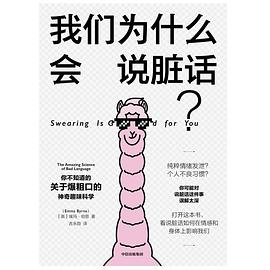 我们为什么
会 说脏话
?
Swearing Is G d for You
The Amazing Science
of Bad Language
你不知道的
关于爆粗口的
神奇趣味科学
(Emma Byrne)
[英] 埃玛·伯恩 著
译
纯粹情绪发泄?
个人不良习惯?
你可能对
说脏话这件事
误解太深
打开这本书,
看说脏话如何在情感和
身体上影响我们
中信出版集团